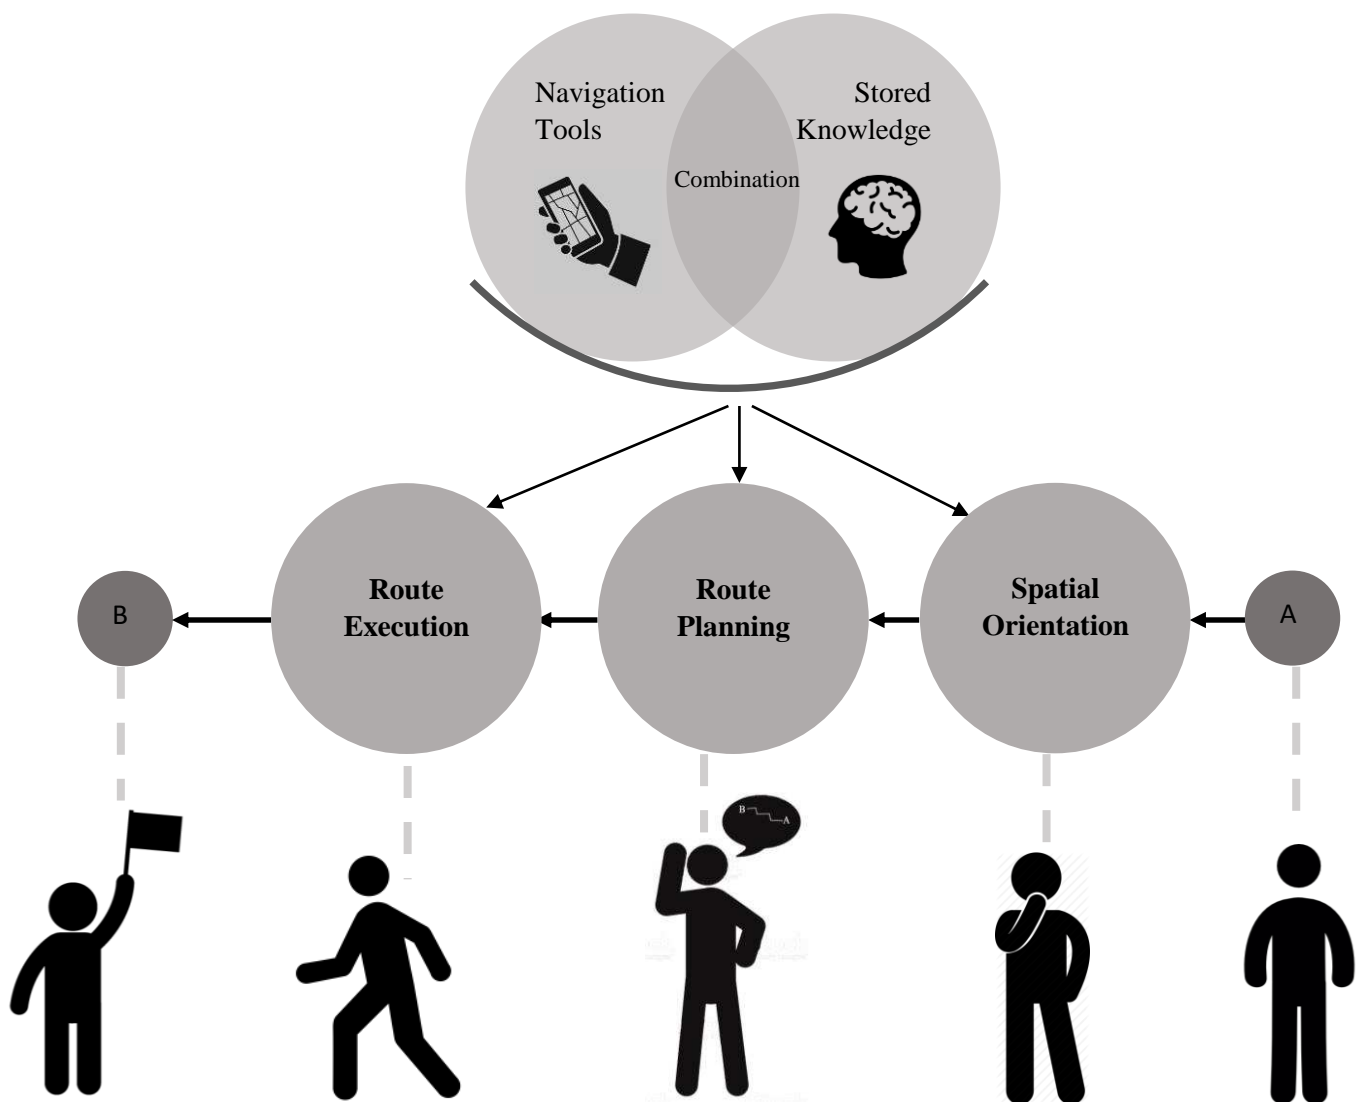 Navigation
Tools
Stored
Knowledge
Combination
Route
Execution
Route
Planning
Spatial
Orientation
B
A
B
A